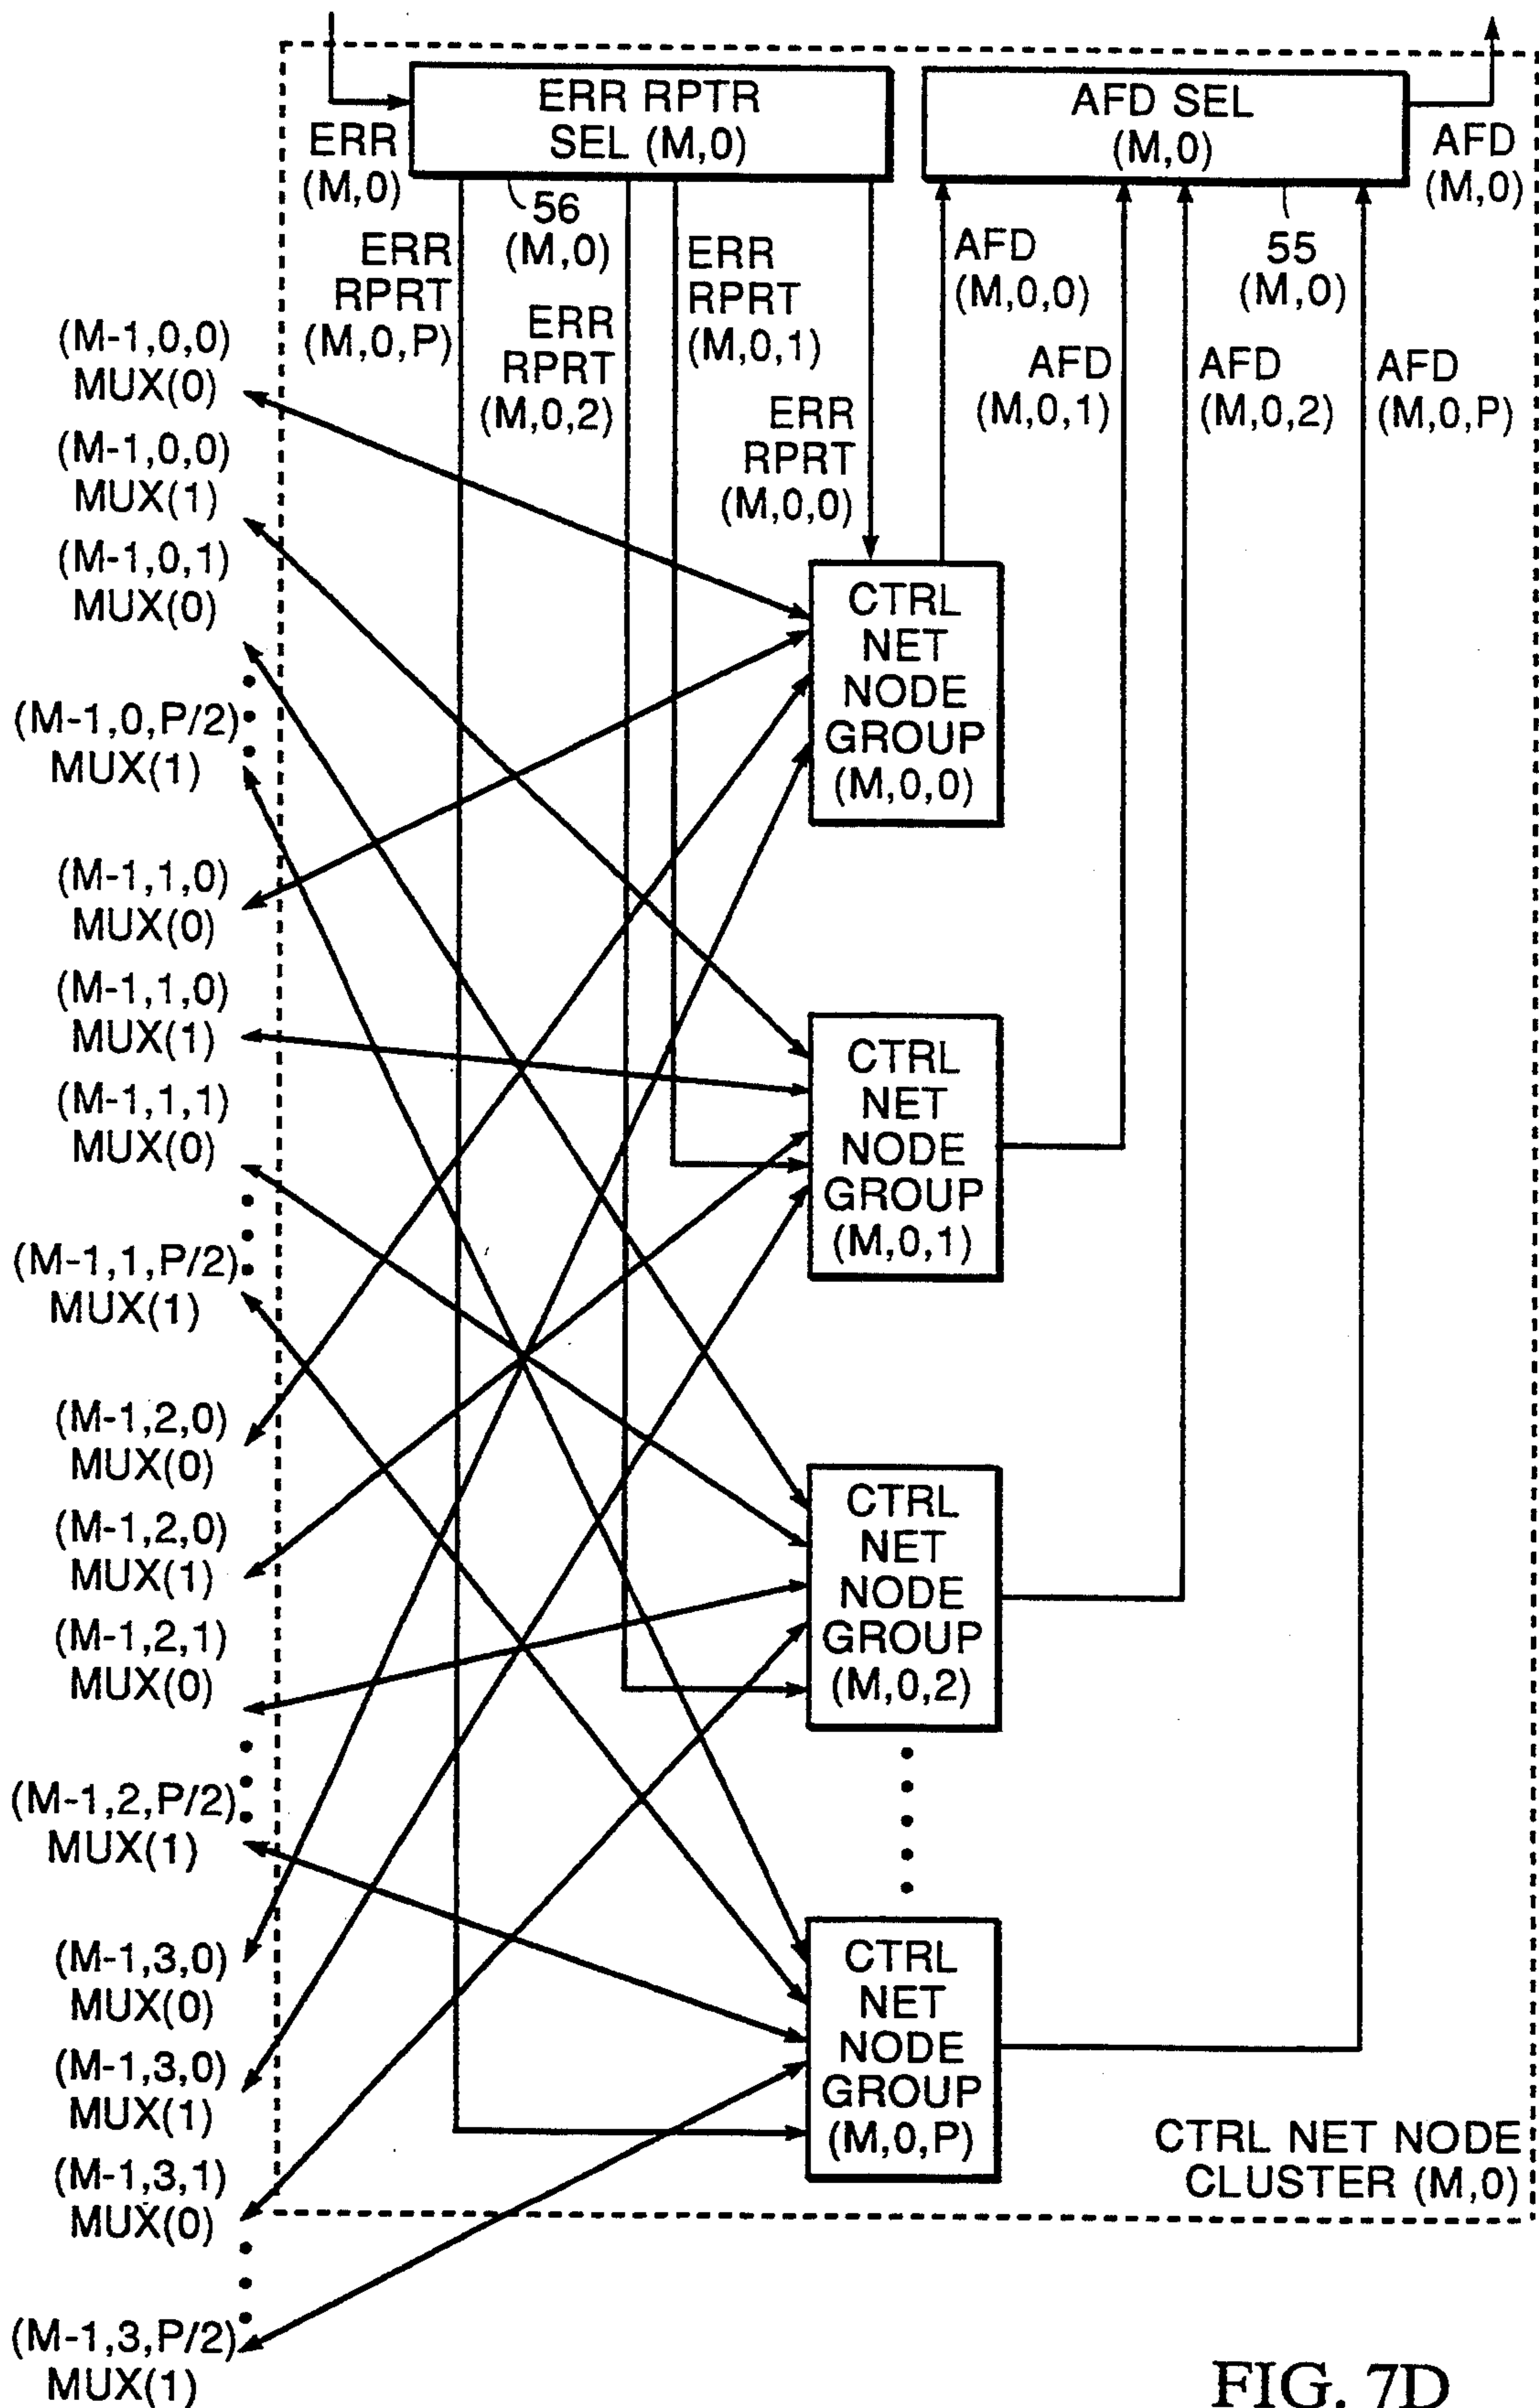 ERR RPTR
SEL (M,0)
AFD SEL
(M,0)
ERR
(M,0)
AFD
(M,0)
56
(M,0)
55
(M,0)
ERR
RPRT
(M,0,P)
ERR
RPRT
(M,0,2)
ERR
RPRT
(M,0,1)
ERR
RPRT
(M,0,0)
AFD
(M,0,0)
AFD
(M,0,1)
AFD
(M,0,2)
AFD
(M,0,P)
(M-1,0,0)
MUX(0)
(M-1,0,0)
MUX(1)
(M-1,0,1)
MUX(0)
(M-1,0,P/2)
MUX(1)
(M-1,1,0)
MUX(0)
(M-1,1,0)
MUX(1)
(M-1,1,1)
MUX(0)
(M-1,1,P/2)
MUX(1)
(M-1,2,0)
MUX(0)
(M-1,2,0)
MUX(1)
(M-1,2,1)
MUX(0)
(M-1,2,P/2)
MUX(1)
(M-1,3,0)
MUX(0)
(M-1,3,0)
MUX(1)
(M-1,3,1)
MUX(0)
(M-1,3,P/2)
MUX(1)
CTRL
NET
NODE
GROUP
(M,0,0)
CTRL
NET
NODE
GROUP
(M,0,1)
CTRL
NET
NODE
GROUP
(M,0,2)
CTRL
NET
NODE
GROUP
(M,0,P)
CTRL NET NODE
CLUSTER (M,0)
FIG. 7D